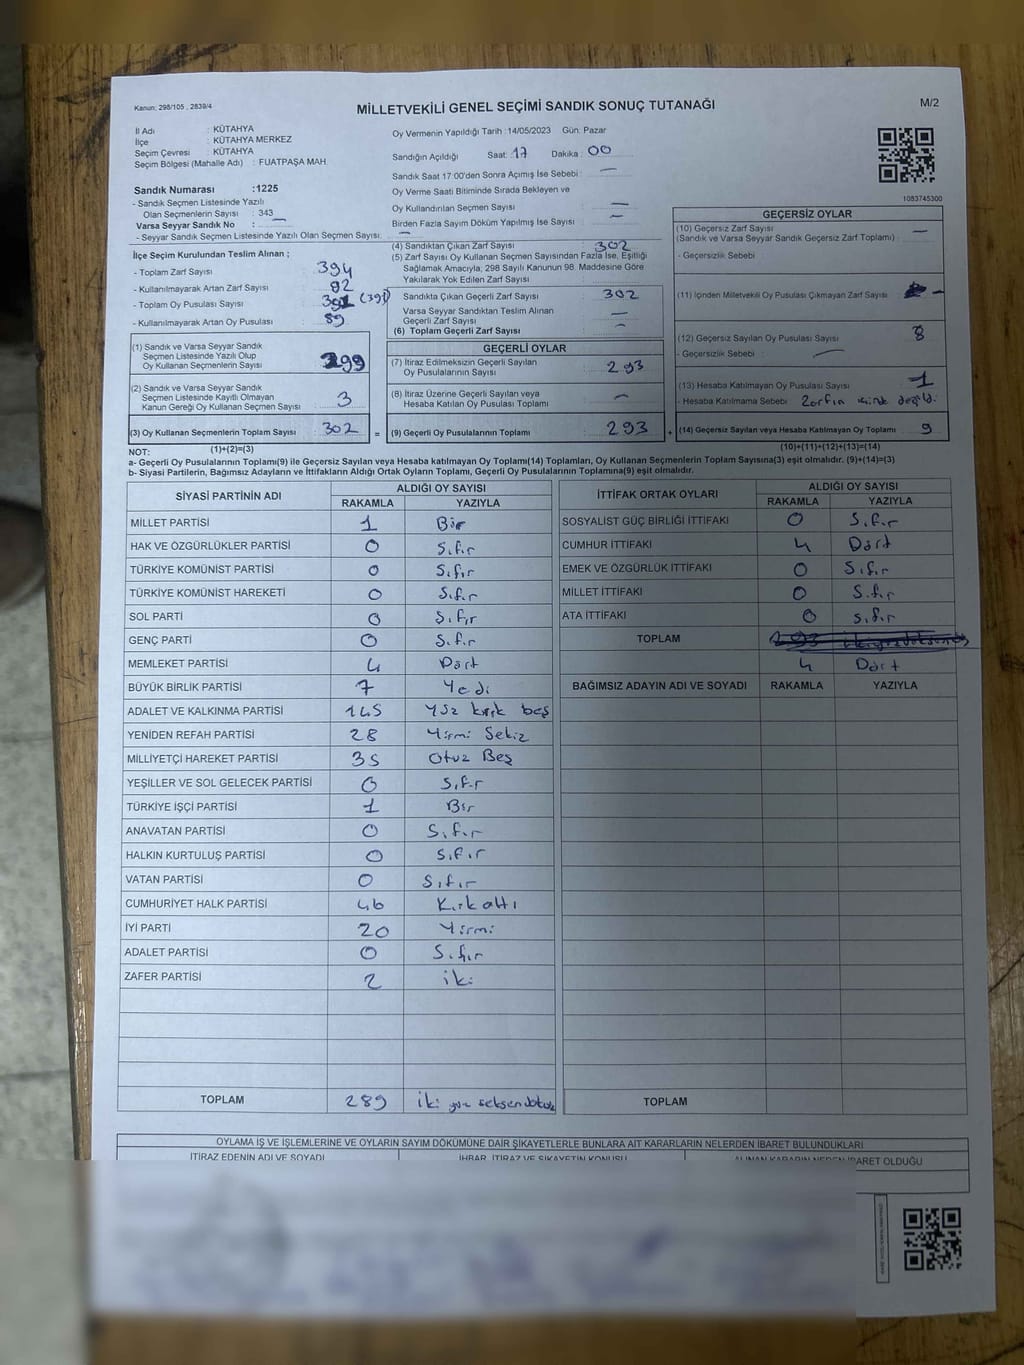 Kanun: 298/105 , 2839/4
MİLLETVEKİLİ GENEL SEÇİMİ SANDIK SONUÇ TUTANAĞI
M/2
İl Adı : KÜTAHYA
İlçe : KÜTAHYA MERKEZ
Seçim Çevresi : KÜTAHYA
Seçim Bölgesi (Mahalle Adı) : FUATPAŞA MAH
Sandık Numarası :1225
- Sandık Seçmen Listesinde Yazılı
Olan Seçmenlerin Sayısı : 343
Varsa Seyyar Sandık No : —
- Seyyar Sandık Seçmen Listesinde Yazılı Olan Seçmen Sayısı: —
İlçe Seçim Kurulundan Teslim Alınan ;
- Toplam Zarf Sayısı 394
- Kullanılmayarak Artan Zarf Sayısı 92
- Toplam Oy Pusulası Sayısı 391 (391)
- Kullanılmayarak Artan Oy Pusulası 89
(1) Sandık ve Varsa Seyyar Sandık
Seçmen Listesinde Yazılı Olup
Oy Kullanan Seçmenlerin Sayısı 299
(2) Sandık ve Varsa Seyyar Sandık
Seçmen Listesinde Kayıtlı Olmayan
Kanun Gereği Oy Kullanan Seçmen Sayısı 3
(3) Oy Kullanan Seçmenlerin Toplam Sayısı 302 =
(1)+(2)=(3)
Oy Vermenin Yapıldığı Tarih : 14/05/2023 Gün: Pazar
Sandığın Açıldığı Saat: 17 Dakika : 00
Sandık Saat 17:00'den Sonra Açımış İse Sebebi : —
Oy Verme Saati Bitiminde Sırada Bekleyen ve
Oy Kullandırılan Seçmen Sayısı —
Birden Fazla Sayım Döküm Yapılmış İse Sayısı —
(4) Sandıktan Çıkan Zarf Sayısı 302
(5) Zarf Sayısı Oy Kullanan Seçmen Sayısından Fazla İse, Eşitliği
Sağlamak Amacıyla, 298 Sayılı Kanunun 98. Maddesine Göre
Yakılarak Yok Edilen Zarf Sayısı
Sandıkta Çıkan Geçerli Zarf Sayısı 302
Varsa Seyyar Sandıktan Teslim Alınan
Geçerli Zarf Sayısı —
(6) Toplam Geçerli Zarf Sayısı —
GEÇERLİ OYLAR
(7) İtiraz Edilmeksizin Geçerli Sayılan
Oy Pusulalarının Sayısı 293
(8) İtiraz Üzerine Geçerli Sayılan veya
Hesaba Katılan Oy Pusulası Toplamı —
(9) Geçerli Oy Pusulalarının Toplamı 293 +
1083745300
GEÇERSİZ OYLAR
(10) Geçersiz Zarf Sayısı
(Sandık ve Varsa Seyyar Sandık Geçersiz Zarf Toplamı) —
- Geçersizlik Sebebi
(11) İçinden Milletvekili Oy Pusulası Çıkmayan Zarf Sayısı —
(12) Geçersiz Sayılan Oy Pusulası Sayısı 8
- Geçersizlik Sebebi : —
(13) Hesaba Katılmayan Oy Pusulası Sayısı 1
- Hesaba Katılmama Sebebi Zarfın içinde değildi.
(14) Geçersiz Sayılan veya Hesaba Katılmayan Oy Toplamı 9
(10)+(11)+(12)+(13)=(14)
NOT:
a- Geçerli Oy Pusulalarının Toplamı(9) ile Geçersiz Sayılan veya Hesaba katılmayan Oy Toplamı(14) Toplamları, Oy Kullanan Seçmenlerin Toplam Sayısına(3) eşit olmalıdır. (9)+(14)=(3)
b- Siyasi Partilerin, Bağımsız Adayların ve İttifakların Aldığı Ortak Oyların Toplamı, Geçerli Oy Pusulalarının Toplamına(9) eşit olmalıdır.
SİYASİ PARTİNİN ADI ALDIĞI OY SAYISI
RAKAMLA YAZIYLA
MİLLET PARTİSİ 1 Bir
HAK VE ÖZGÜRLÜKLER PARTİSİ 0 Sıfır
TÜRKİYE KOMÜNİST PARTİSİ 0 Sıfır
TÜRKİYE KOMÜNİST HAREKETİ 0 Sıfır
SOL PARTİ 0 Sıfır
GENÇ PARTİ 0 Sıfır
MEMLEKET PARTİSİ 4 Dört
BÜYÜK BİRLİK PARTİSİ 7 Yedi
ADALET VE KALKINMA PARTİSİ 145 Yüz kırk beş
YENİDEN REFAH PARTİSİ 28 Yirmi Sekiz
MİLLİYETÇİ HAREKET PARTİSİ 35 Otuz Beş
YEŞİLLER VE SOL GELECEK PARTİSİ 0 Sıfır
TÜRKİYE İŞÇİ PARTİSİ 1 Bir
ANAVATAN PARTİSİ 0 Sıfır
HALKIN KURTULUŞ PARTİSİ 0 Sıfır
VATAN PARTİSİ 0 Sıfır
CUMHURİYET HALK PARTİSİ 46 Kırkaltı
İYİ PARTİ 20 Yirmi
ADALET PARTİSİ 0 Sıfır
ZAFER PARTİSİ 2 iki
TOPLAM 289 iki yüz seksendokuz
İTTİFAK ORTAK OYLARI ALDIĞI OY SAYISI
RAKAMLA YAZIYLA
SOSYALİST GÜÇ BİRLİĞİ İTTİFAKI 0 Sıfır
CUMHUR İTTİFAKI 4 Dört
EMEK VE ÖZGÜRLÜK İTTİFAKI 0 Sıfır
MİLLET İTTİFAKI 0 Sıfır
ATA İTTİFAKI 0 Sıfır
TOPLAM 293
4 Dört
BAĞIMSIZ ADAYIN ADI VE SOYADI RAKAMLA YAZIYLA
TOPLAM
OYLAMA İŞ VE İŞLEMLERİNE VE OYLARIN SAYIM DÖKÜMÜNE DAİR ŞİKAYETLERLE BUNLARA AİT KARARLARIN NELERDEN İBARET BULUNDUKLARI
İTİRAZ EDENİN ADI VE SOYADI İHBAR, İTİRAZ VE ŞİKAYETİN KONUSU ALINAN KARARIN NEDEN İBARET OLDUĞU